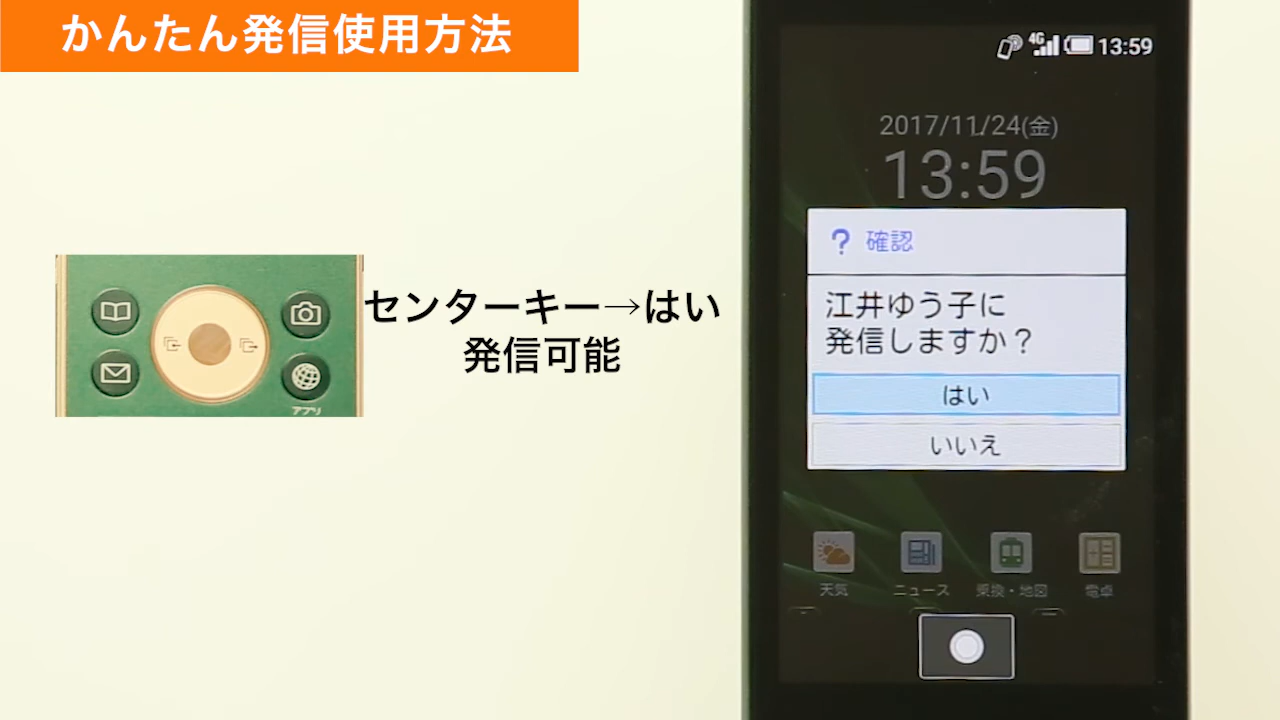 かんたん発信使用方法
4G 13:59
2017/11/24(金)
13:59
? 確認
江井ゆう子に
発信しますか？
はい
いいえ
センターキー→はい
発信可能
アプリ
天気 ニュース 乗換・地図 電卓